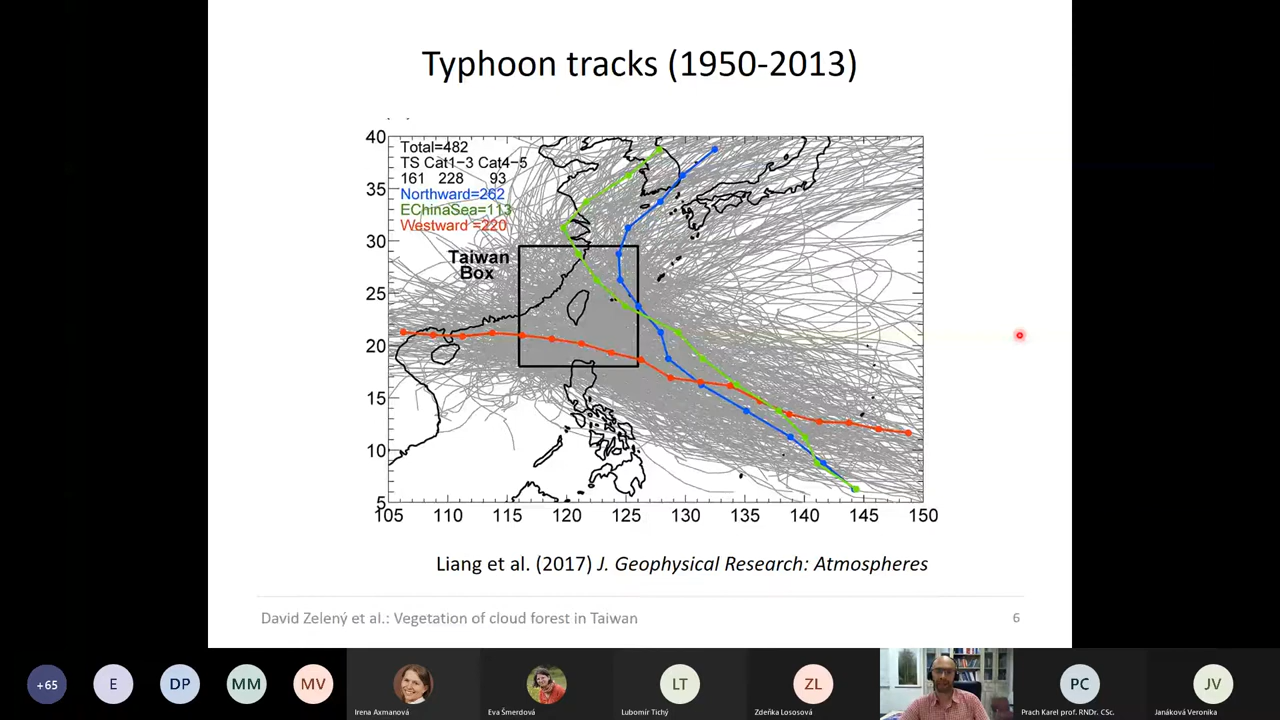 Typhoon tracks (1950-2013)
40
35
30
25
20
15
10
5
Total=482
TS Cat1-3 Cat4-5
161 228 93
Northward=262
EChinaSea=113
Westward =220
Taiwan
Box
105 110 115 120 125 130 135 140 145 150
Liang et al. (2017) J. Geophysical Research: Atmospheres
David Zelený et al.: Vegetation of cloud forest in Taiwan
6
+65
E
DP
MM
MV
LT
ZL
PC
JV
Irena Axmanová
Eva Šmerdová
Lubomír Tichý
Zdeňka Lososová
Prach Karel prof. RNDr. CSc.
Janáková Veronika